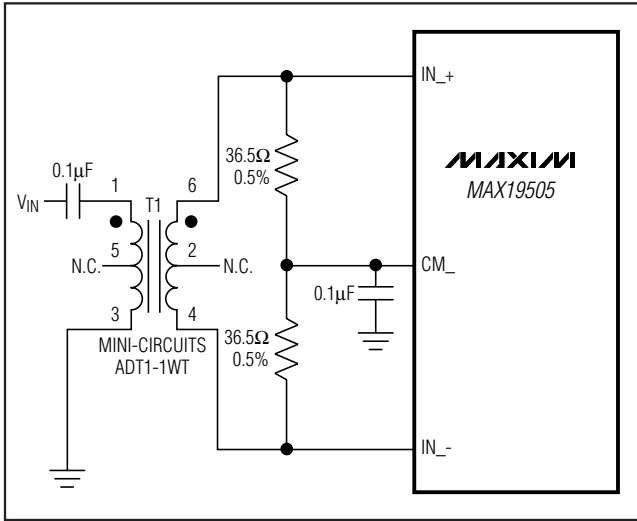 IN_+
MAXIM
MAX19505
36.5Ω
0.5%
0.1μF
VIN
1
6
T1
5
2
N.C.
N.C.
CM_
0.1μF
3
4
MINI-CIRCUITS
ADT1-1WT
36.5Ω
0.5%
IN_-